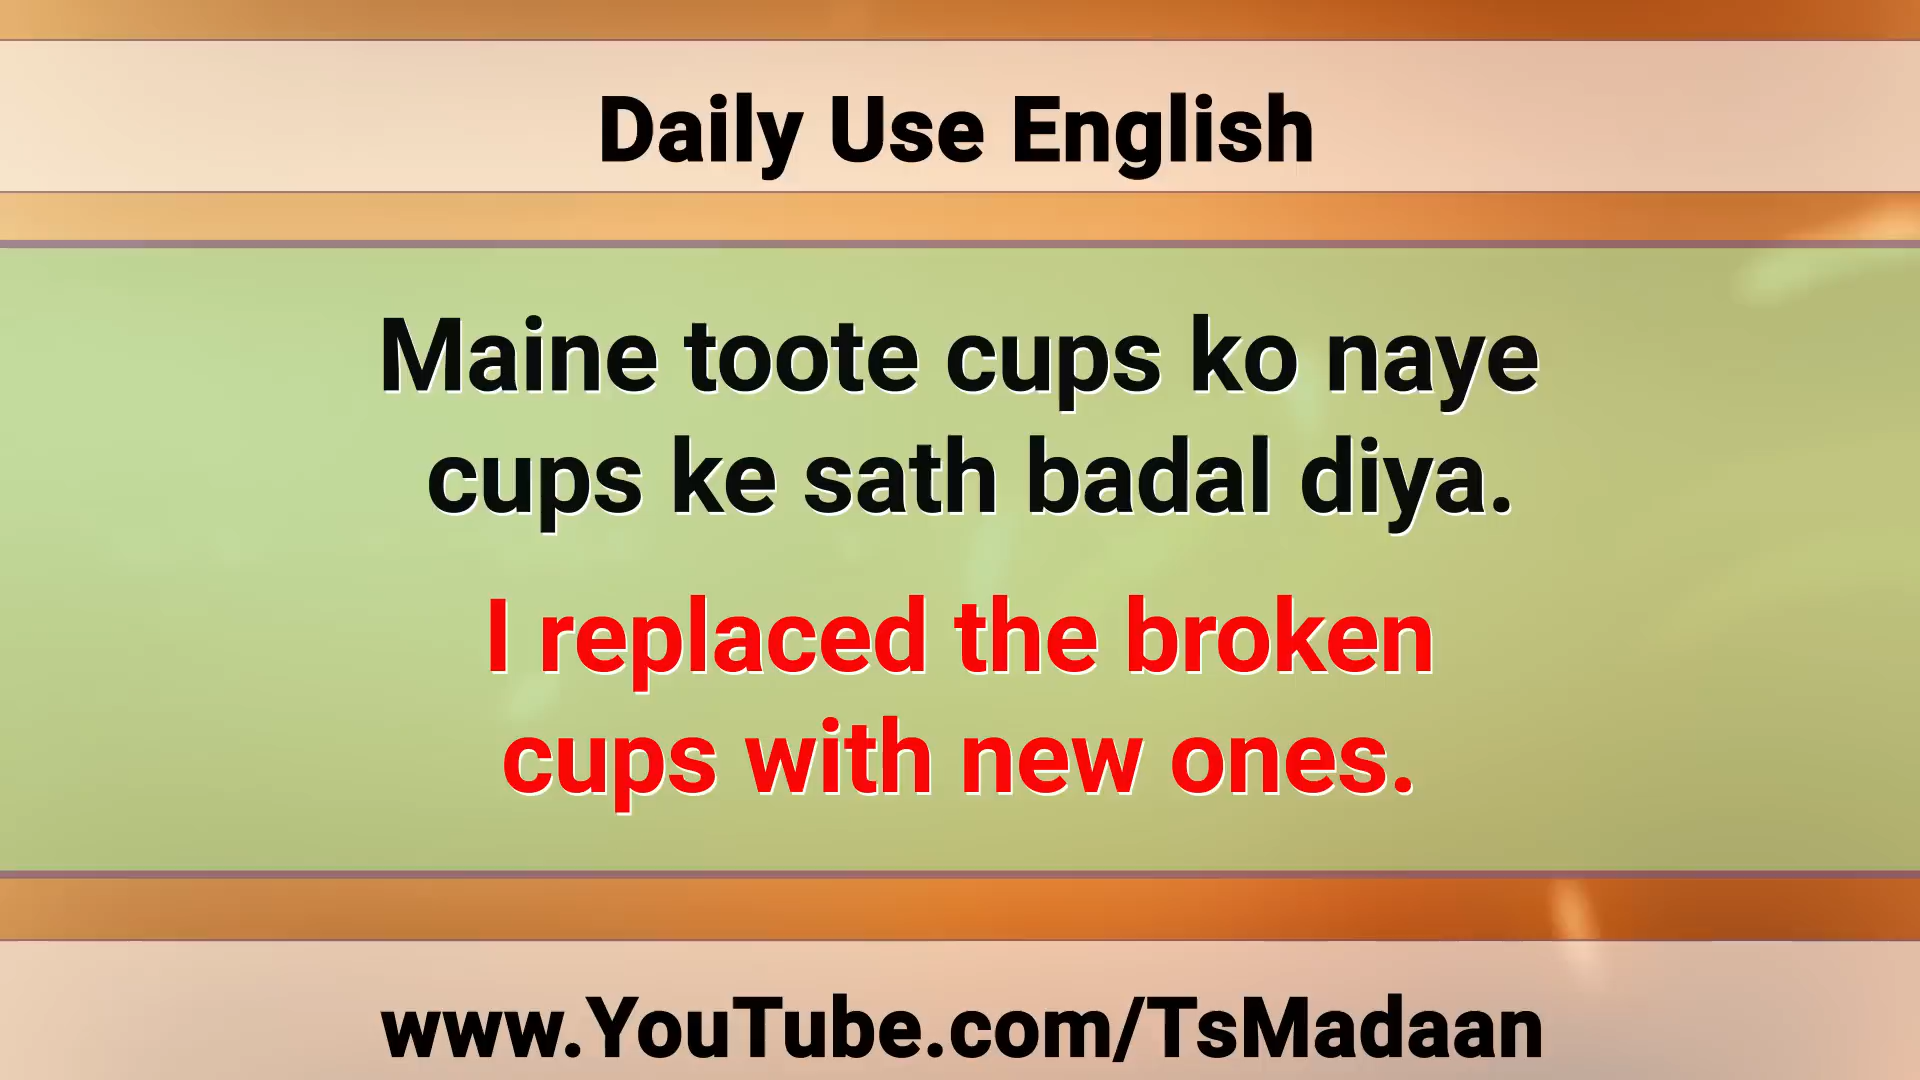 Daily Use English
Maine toote cups ko naye
cups ke sath badal diya.
I replaced the broken
cups with new ones.
www.YouTube.com/TsMadaan